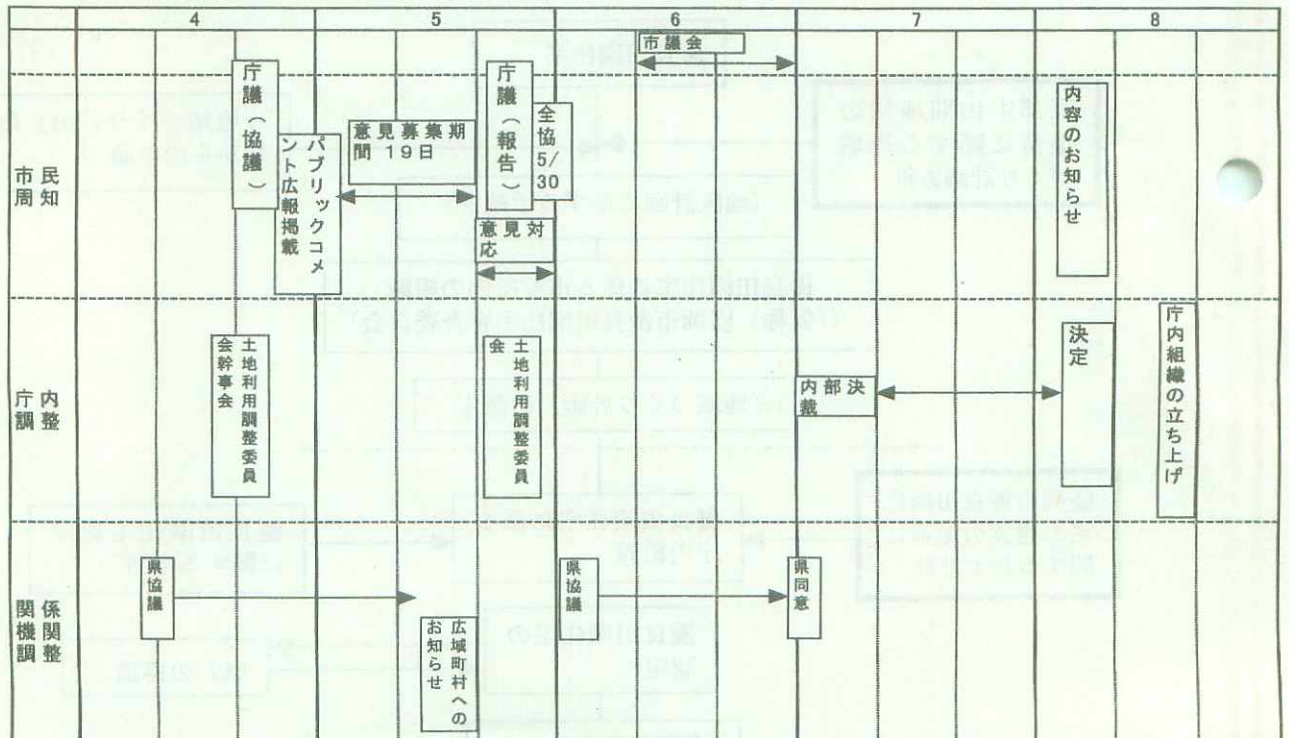 4 5 6 7 8
市民
周知
庁議（協議）
パブリックコメ
ント広報掲載
意見募集期
間 19日
庁議（報告）
全協5/30
意見対
応
市議会
内容のお知らせ
庁内
調整
土地利用調整委員
会幹事会
土地利用調整委員
会
内部決
裁
決定
庁内組織の立ち上げ
関係
機関
調整
県協議
広域町村への
お知らせ
県協議
県同意